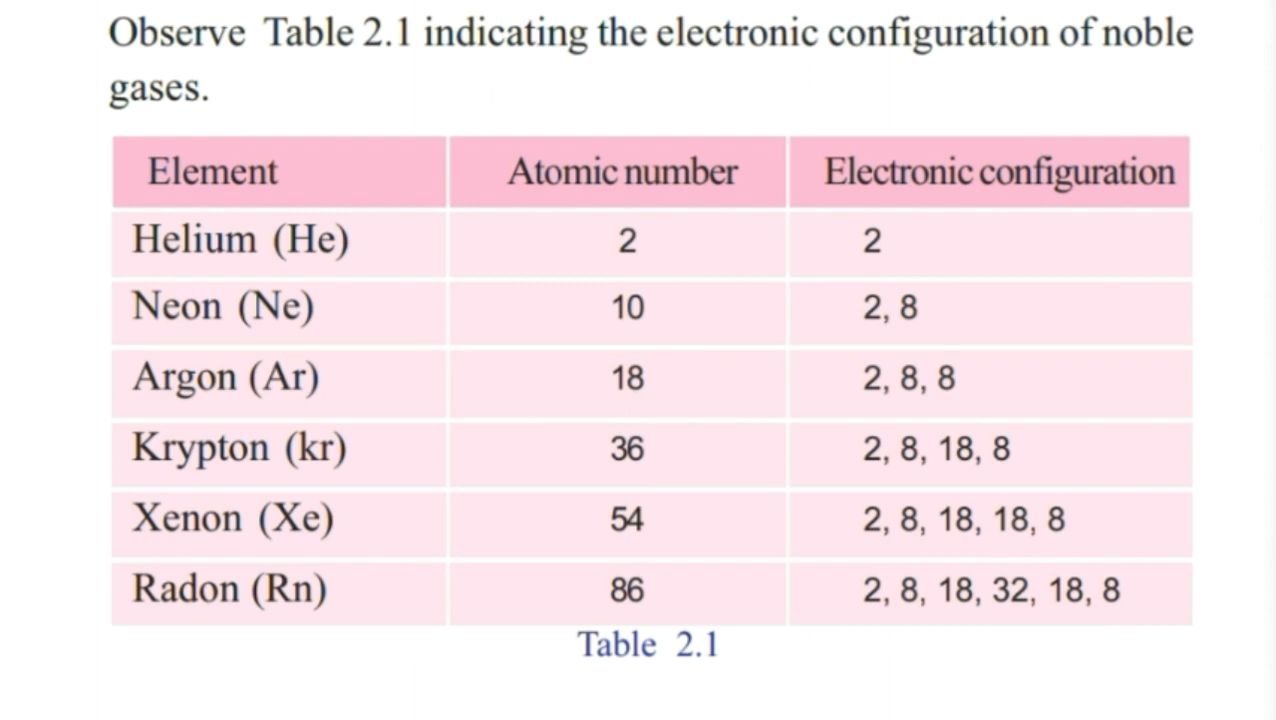 Observe Table 2.1 indicating the electronic configuration of noble
gases.
Element Atomic number Electronic configuration
Helium (He) 2 2
Neon (Ne) 10 2, 8
Argon (Ar) 18 2, 8, 8
Krypton (kr) 36 2, 8, 18, 8
Xenon (Xe) 54 2, 8, 18, 18, 8
Radon (Rn) 86 2, 8, 18, 32, 18, 8
Table 2.1